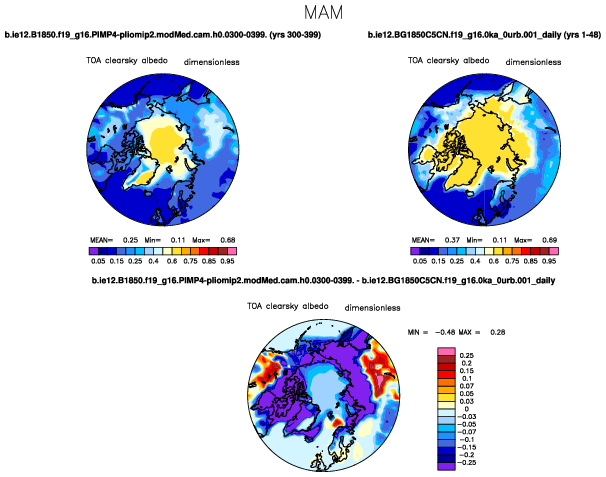 MAM
b.ie12.B1850.f19_g16.PIMP4-pliomip2.modMed.cam.h0.0300-0399. (yrs 300-399)
b.ie12.BG1850C5CN.f19_g16.0ka_0urb.001_daily (yrs 1-48)
TOA clearsky albedo dimensionless
TOA clearsky albedo dimensionless
MEAN= 0.25 Min= 0.11 Max= 0.68
MEAN= 0.37 Min= 0.11 Max= 0.69
0.05 0.15 0.25 0.4 0.6 0.75 0.85 0.95
0.05 0.15 0.25 0.4 0.6 0.75 0.85 0.95
b.ie12.B1850.f19_g16.PIMP4-pliomip2.modMed.cam.h0.0300-0399. - b.ie12.BG1850C5CN.f19_g16.0ka_0urb.001_daily
TOA clearsky albedo dimensionless
MIN = -0.48 MAX = 0.28
0.25
0.2
0.15
0.1
0.07
0.05
0.03
0
-0.03
-0.05
-0.07
-0.1
-0.15
-0.2
-0.25